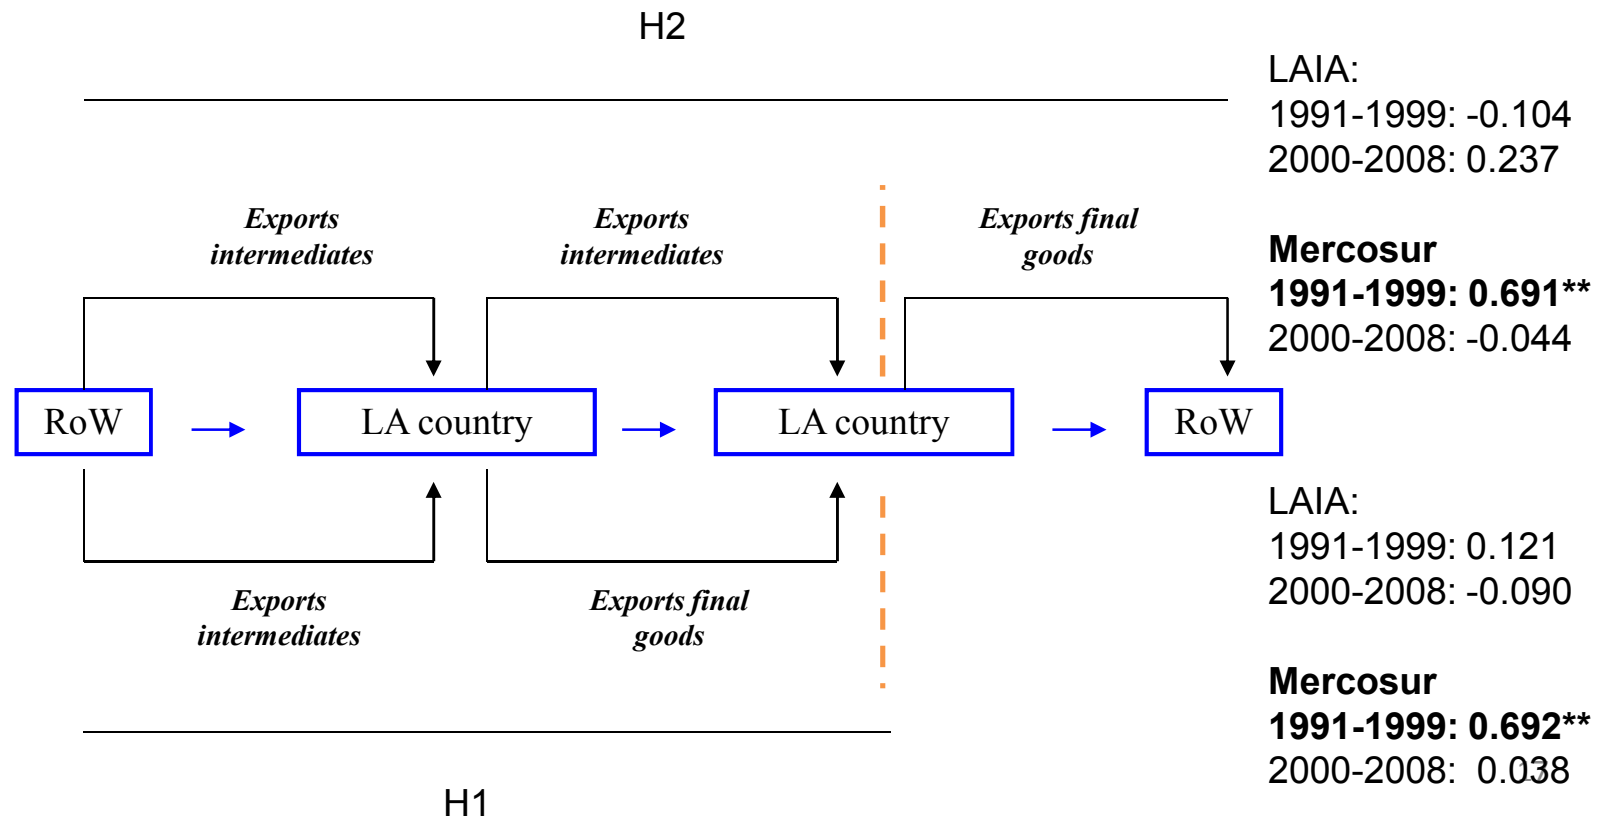 H2
LAIA:
1991-1999: -0.104
2000-2008: 0.237
Mercosur
1991-1999: 0.691**
2000-2008: -0.044
Exports
intermediates
Exports
intermediates
Exports final
goods
RoW
LA country
LA country
RoW
Exports
intermediates
Exports final
goods
LAIA:
1991-1999: 0.121
2000-2008: -0.090
Mercosur
1991-1999: 0.692**
2000-2008: 0.038
H1